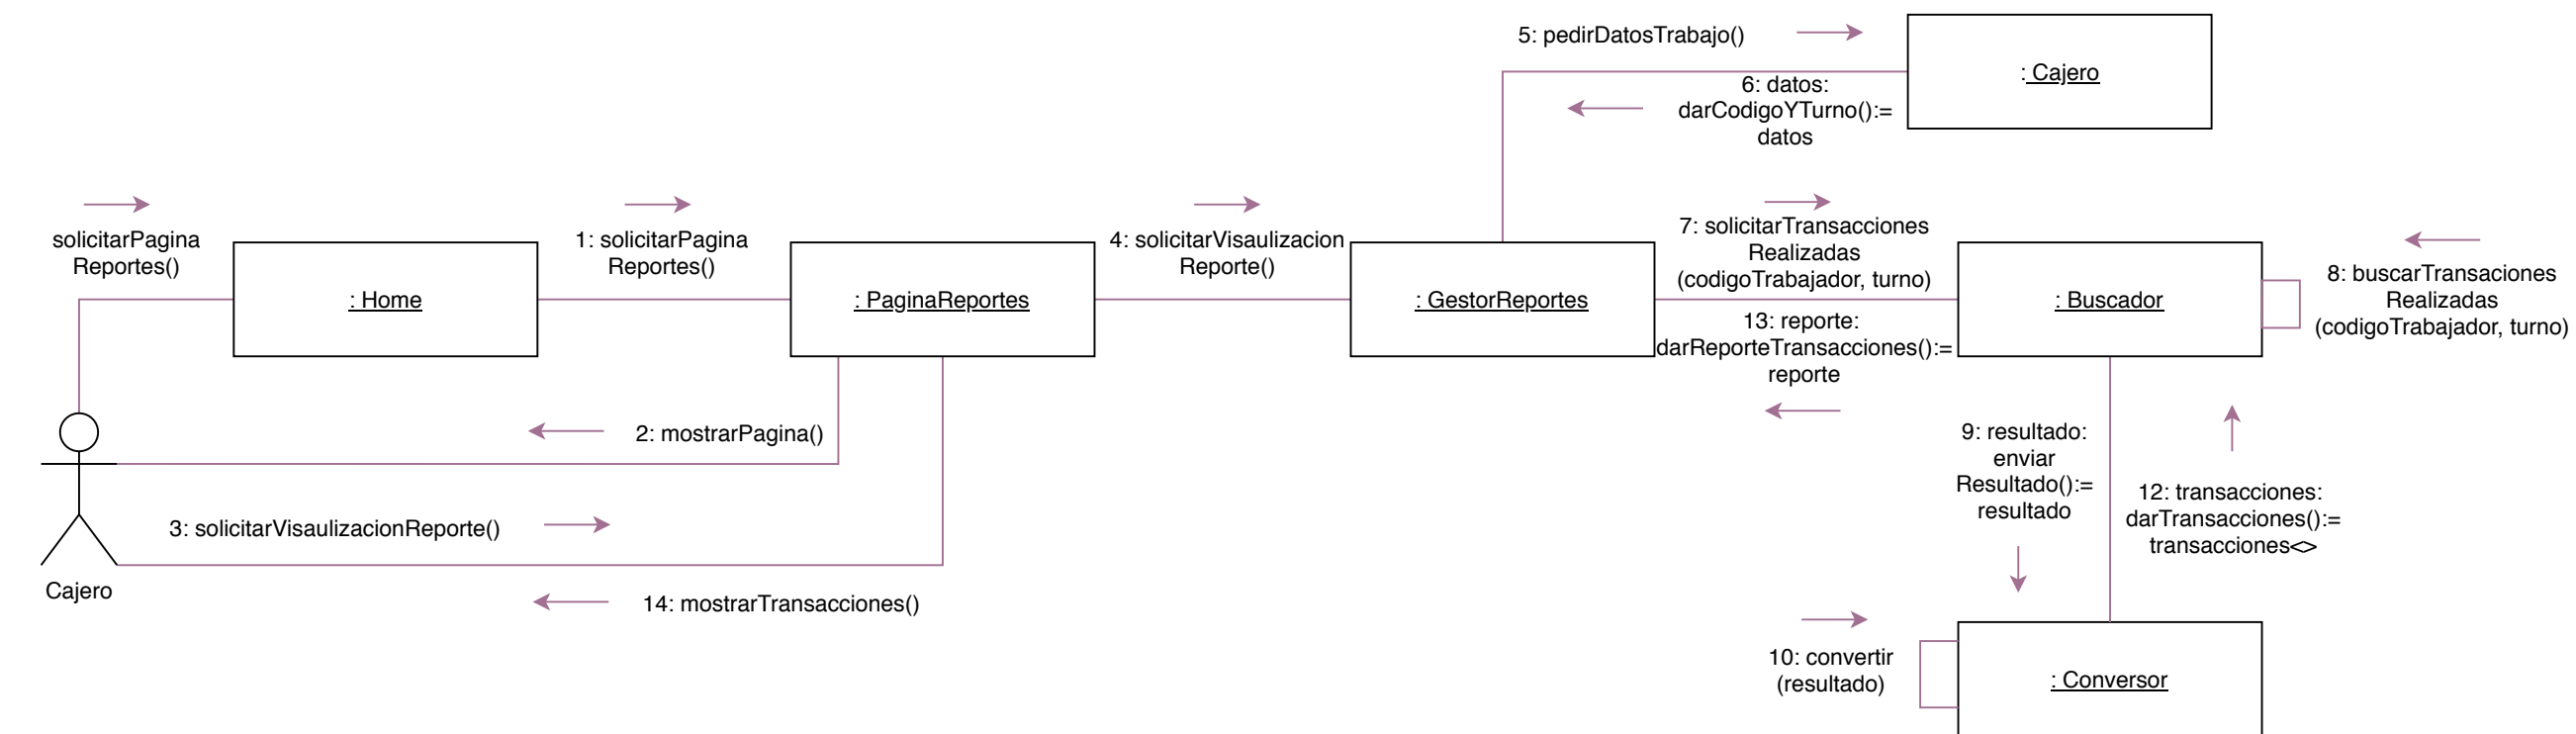 5: pedirDatosTrabajo()
: Cajero
6: datos:
darCodigoYTurno():=
datos
solicitarPagina
Reportes()
: Home
1: solicitarPagina
Reportes()
: PaginaReportes
4: solicitarVisaulizacion
Reporte()
: GestorReportes
7: solicitarTransacciones
Realizadas
(codigoTrabajador, turno)
: Buscador
8: buscarTransaciones
Realizadas
(codigoTrabajador, turno)
13: reporte:
darReporteTransacciones():=
reporte
2: mostrarPagina()
3: solicitarVisaulizacionReporte()
Cajero
14: mostrarTransacciones()
9: resultado:
enviar
Resultado():=
resultado
12: transacciones:
darTransacciones():=
transacciones<>
10: convertir
(resultado)
: Conversor